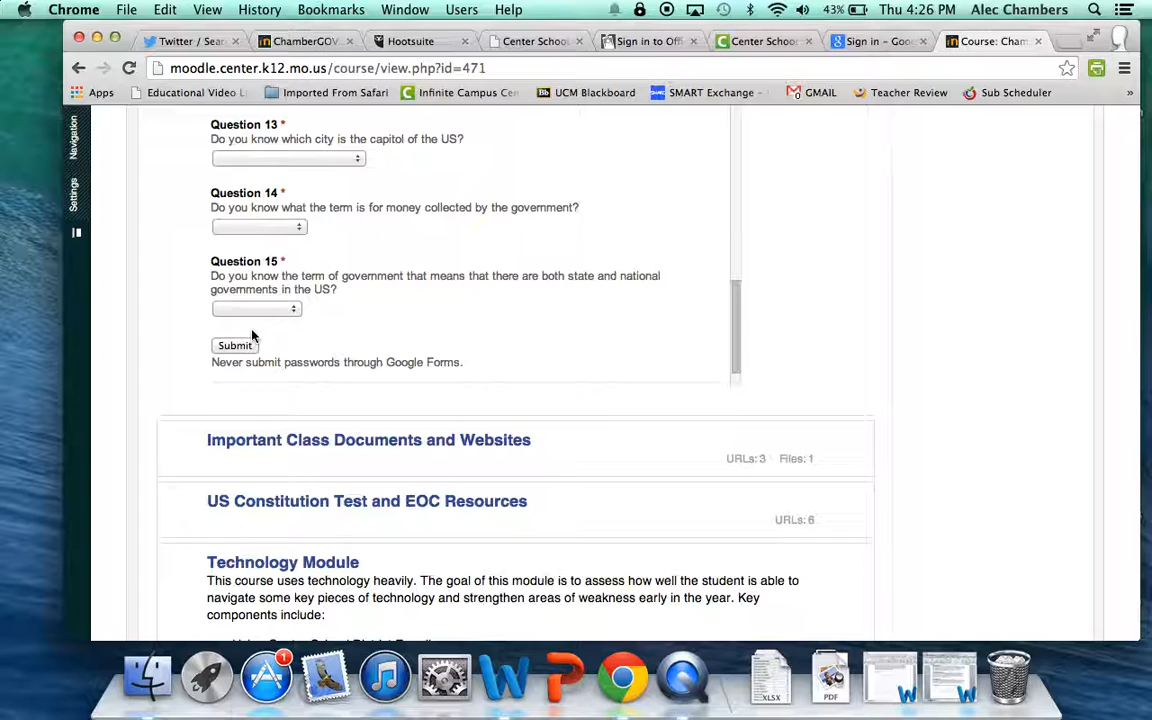 Chrome File Edit View History Bookmarks Window Users Help 43% Thu 4:26 PM Alec Chambers
Twitter / Sear ChamberGOV Hootsuite Center Schoo Sign in to Offi Center Schoo Sign in - Goo Course: Cham
moodle.center.k12.mo.us/course/view.php?id=471
Apps Educational Video Li Imported From Safari Infinite Campus Cen UCM Blackboard SMART Exchange - GMAIL Teacher Review Sub Scheduler »
Navigation
Settings
Question 13 *
Do you know which city is the capitol of the US?
Question 14 *
Do you know what the term is for money collected by the government?
Question 15 *
Do you know the term of government that means that there are both state and national
governments in the US?
Submit
Never submit passwords through Google Forms.
Important Class Documents and Websites
URLs: 3 Files: 1
US Constitution Test and EOC Resources
URLs: 6
Technology Module
This course uses technology heavily. The goal of this module is to assess how well the student is able to
navigate some key pieces of technology and strengthen areas of weakness early in the year. Key
components include:
1
XLSX
PDF